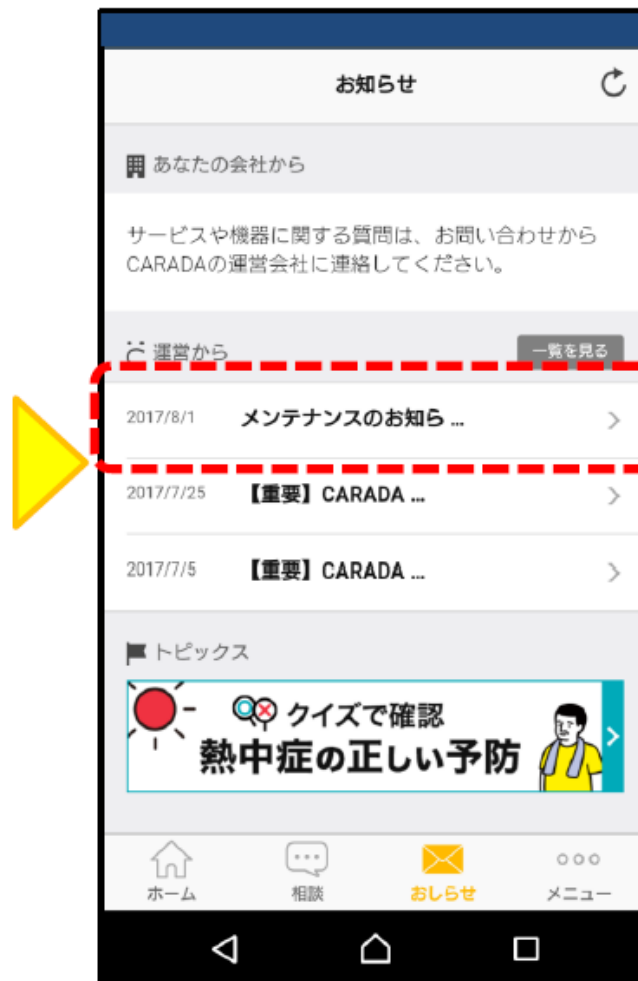 お知らせ
あなたの会社から
サービスや機器に関する質問は、お問い合わせから
CARADAの運営会社に連絡してください。
運営から
一覧を見る
2017/8/1 メンテナンスのお知ら ...
2017/7/25 【重要】CARADA ...
2017/7/5 【重要】CARADA ...
トピックス
クイズで確認
熱中症の正しい予防
ホーム 相談 おしらせ メニュー